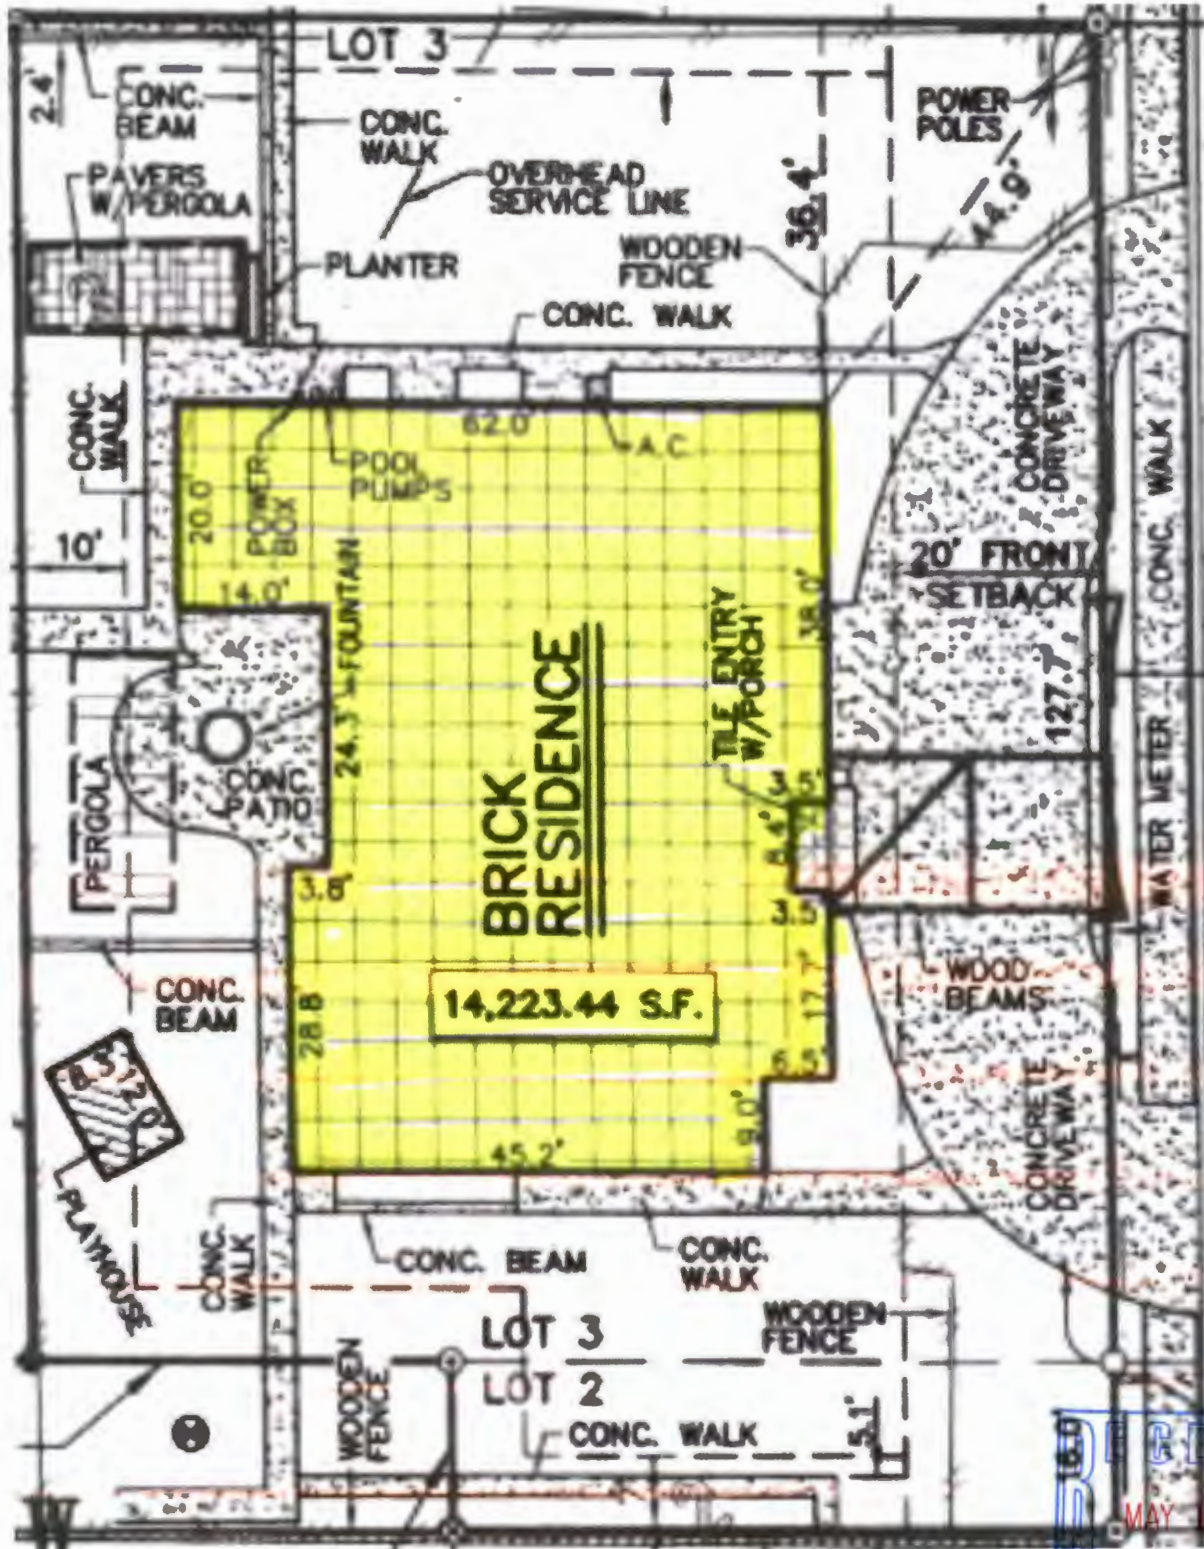 LOT 3
2.4'
CONC.
BEAM
CONC.
WALK
POWER
POLES
PAVERS
W/PERGOLA
OVERHEAD
SERVICE LINE
36.4'
44.9'
PLANTER
WOODEN
FENCE
CONC. WALK
CONC.
WALK
62.0'
A.C.
POOL
PUMPS
POWER
BOX
20.0'
CONCRETE
DRIVEWAY
CONC. WALK
10'
14.0'
FOUNTAIN
24.3'
38.0'
20' FRONT
SETBACK
127.7'
TILE ENTRY
W/PORCH
BRICK
RESIDENCE
PERGOLA
CONC.
PATIO
3.5'
8.4'
3.8'
3.5'
WATER METER
CONC.
BEAM
28.8'
14,223.44 S.F.
17.7'
WOOD
BEAMS
8.5'
12.0'
6.5'
9.0'
45.2'
CONCRETE
DRIVEWAY
PLAYHOUSE
CONC.
WALK
CONC. BEAM
CONC.
WALK
LOT 3
WOODEN
FENCE
LOT 2
WOODEN
FENCE
CONC. WALK
5.1'
MAY